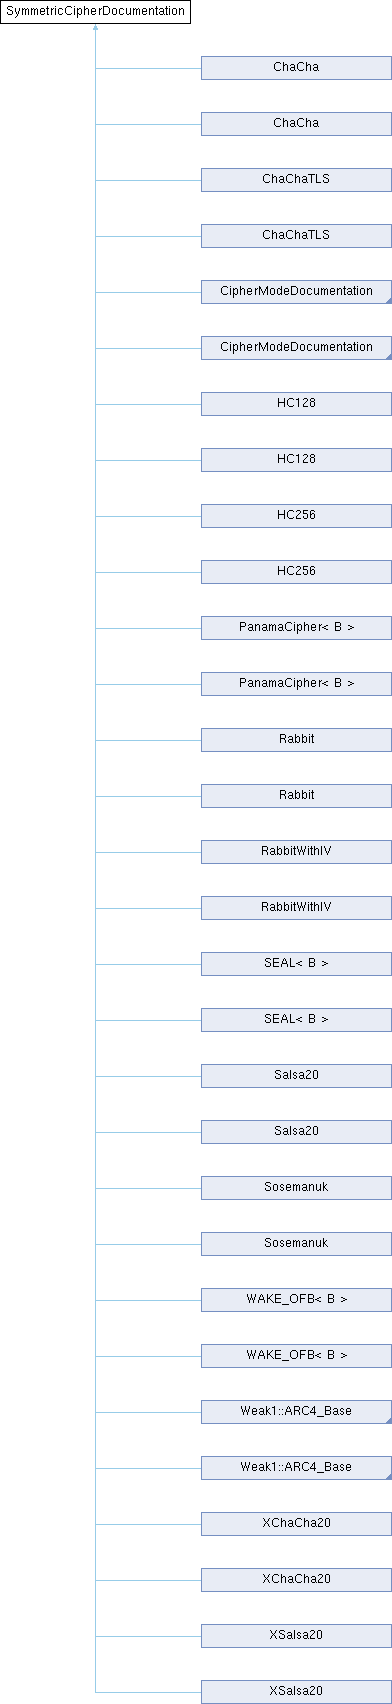 SymmetricCipherDocumentation
ChaCha
ChaCha
ChaChaTLS
ChaChaTLS
CipherModeDocumentation
CipherModeDocumentation
HC128
HC128
HC256
HC256
PanamaCipher< B >
PanamaCipher< B >
Rabbit
Rabbit
RabbitWithIV
RabbitWithIV
SEAL< B >
SEAL< B >
Salsa20
Salsa20
Sosemanuk
Sosemanuk
WAKE_OFB< B >
WAKE_OFB< B >
Weak1::ARC4_Base
Weak1::ARC4_Base
XChaCha20
XChaCha20
XSalsa20
XSalsa20